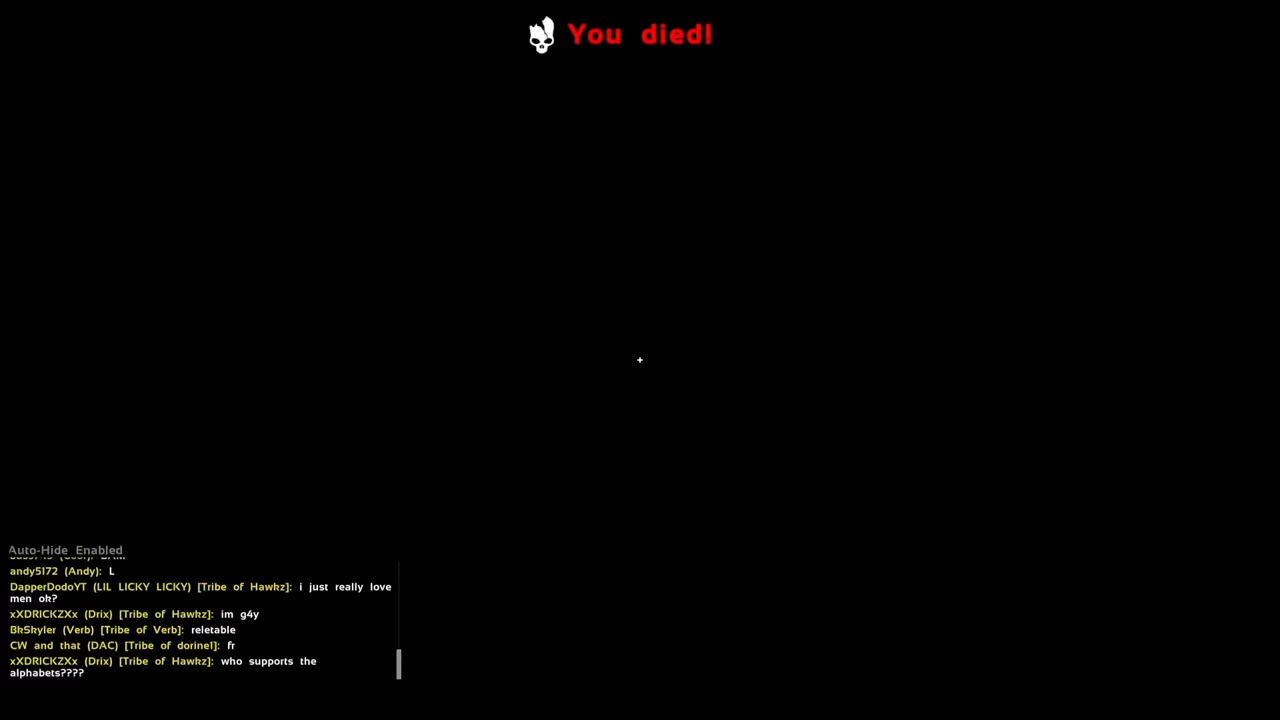 You died!
Auto-Hide Enabled
andy5172 (Andy): L
DapperDodoYT (LIL LICKY LICKY) [Tribe of Hawkz]: i just really love
men ok?
xXDRICKZXx (Drix) [Tribe of Hawkz]: im g4y
BkSkyler (Verb) [Tribe of Verb]: reletable
CW and that (DAC) [Tribe of dorinel]: fr
xXDRICKZXx (Drix) [Tribe of Hawkz]: who supports the
alphabets????